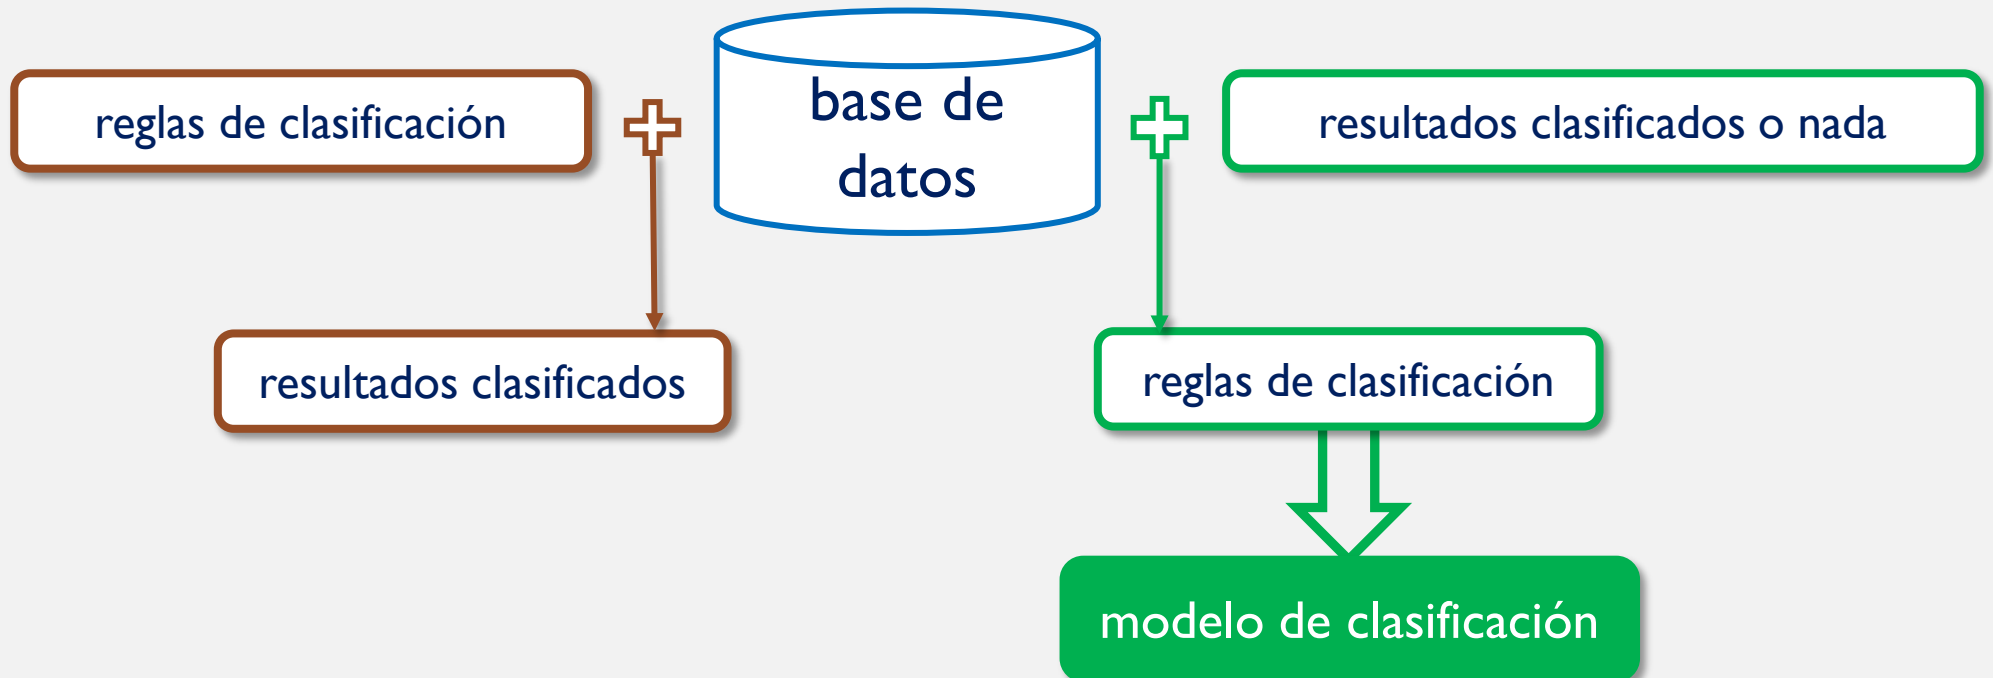 reglas de clasificación
base de
datos
resultados clasificados o nada
resultados clasificados
reglas de clasificación
modelo de clasificación